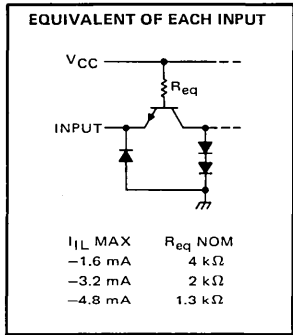 EQUIVALENT OF EACH INPUT
VCC
Req
INPUT
IIL MAX Req NOM
−1.6 mA 4 kΩ
−3.2 mA 2 kΩ
−4.8 mA 1.3 kΩ